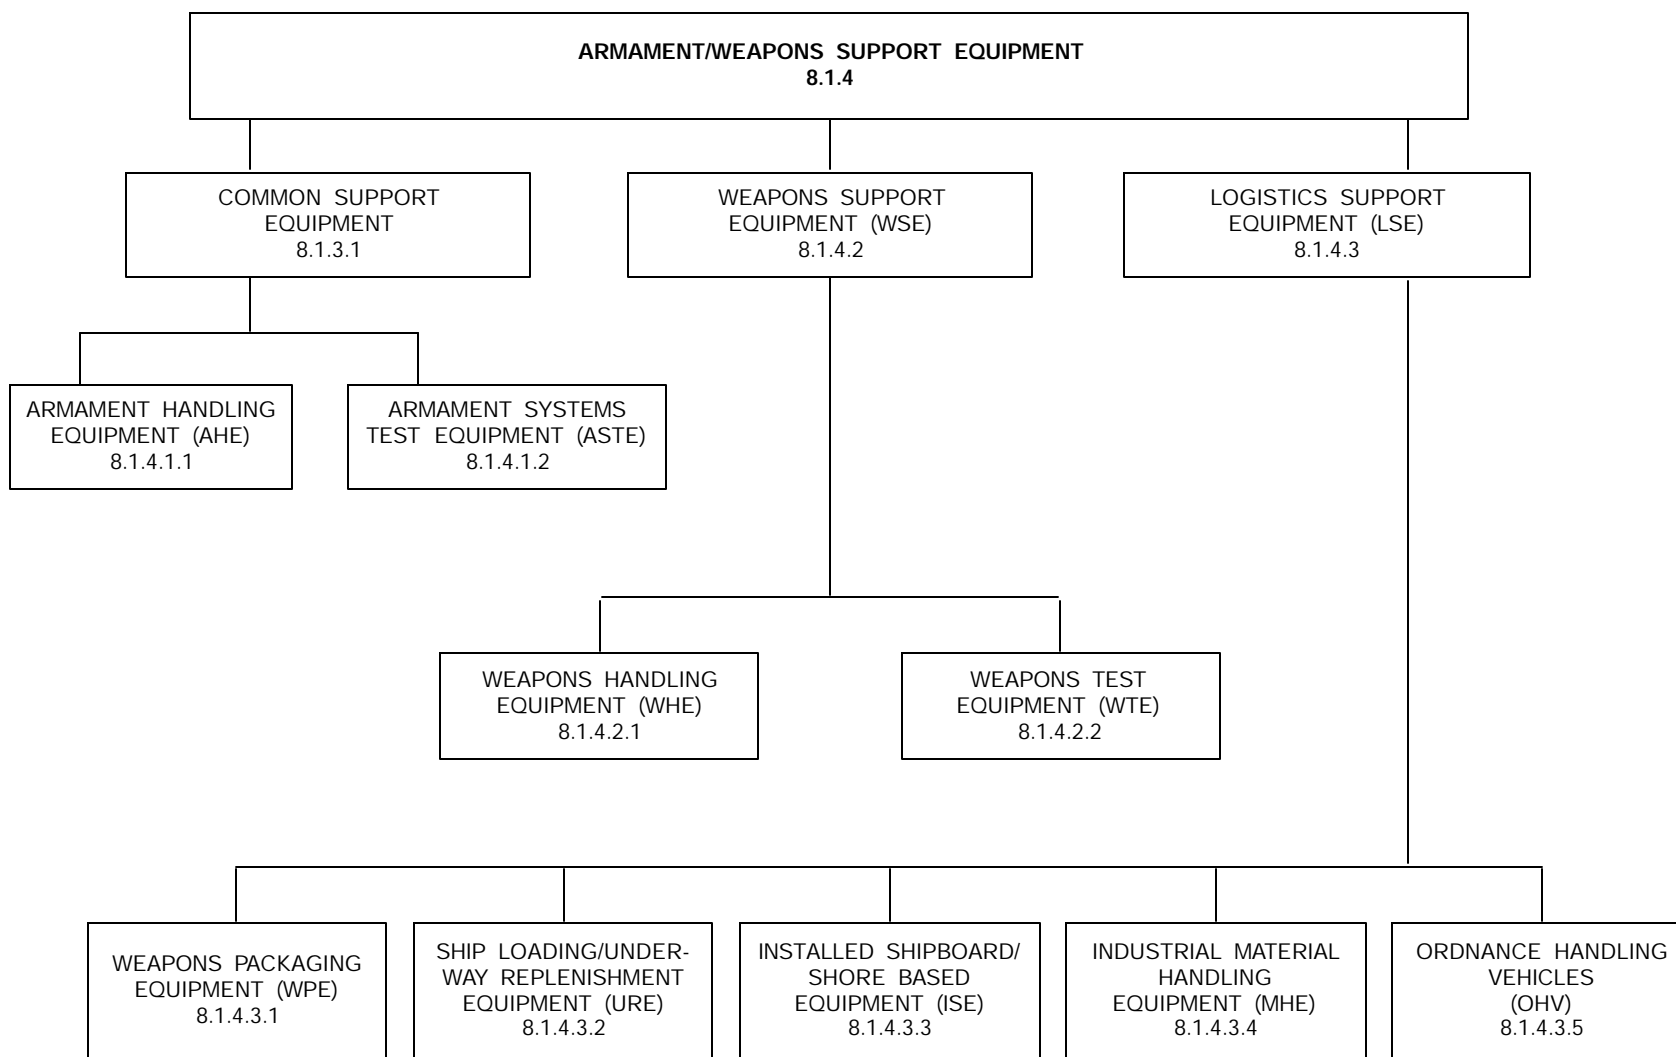 ARMAMENT/WEAPONS SUPPORT EQUIPMENT
8.1.4
COMMON SUPPORT
EQUIPMENT
8.1.3.1
WEAPONS SUPPORT
EQUIPMENT (WSE)
8.1.4.2
LOGISTICS SUPPORT
EQUIPMENT (LSE)
8.1.4.3
ARMAMENT HANDLING
EQUIPMENT (AHE)
8.1.4.1.1
ARMAMENT SYSTEMS
TEST EQUIPMENT (ASTE)
8.1.4.1.2
WEAPONS HANDLING
EQUIPMENT (WHE)
8.1.4.2.1
WEAPONS TEST
EQUIPMENT (WTE)
8.1.4.2.2
WEAPONS PACKAGING
EQUIPMENT (WPE)
8.1.4.3.1
SHIP LOADING/UNDER-
WAY REPLENISHMENT
EQUIPMENT (URE)
8.1.4.3.2
INSTALLED SHIPBOARD/
SHORE BASED
EQUIPMENT (ISE)
8.1.4.3.3
INDUSTRIAL MATERIAL
HANDLING
EQUIPMENT (MHE)
8.1.4.3.4
ORDNANCE HANDLING
VEHICLES
(OHV)
8.1.4.3.5